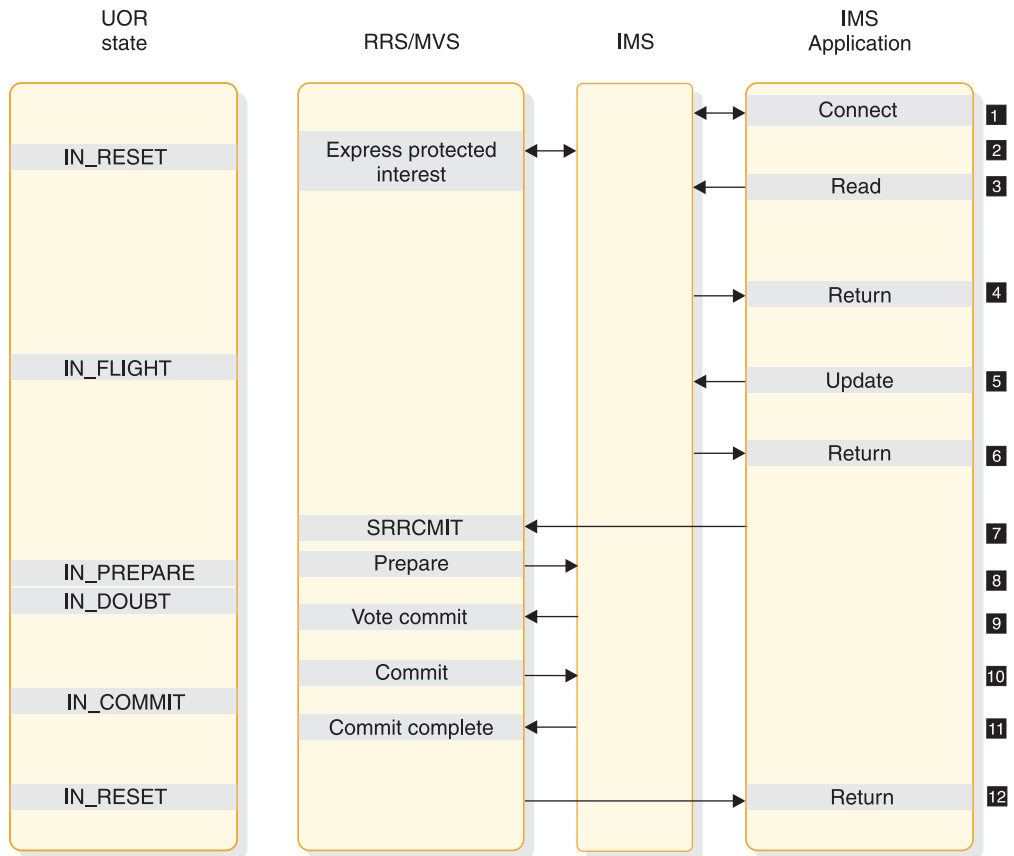 UOR
state
RRS/MVS
IMS
IMS
Application
Connect
1
IN_RESET
Express protected
interest
2
Read
3
Return
4
IN_FLIGHT
Update
5
Return
6
SRRCMIT
7
IN_PREPARE
Prepare
8
IN_DOUBT
Vote commit
9
Commit
10
IN_COMMIT
Commit complete
11
IN_RESET
Return
12